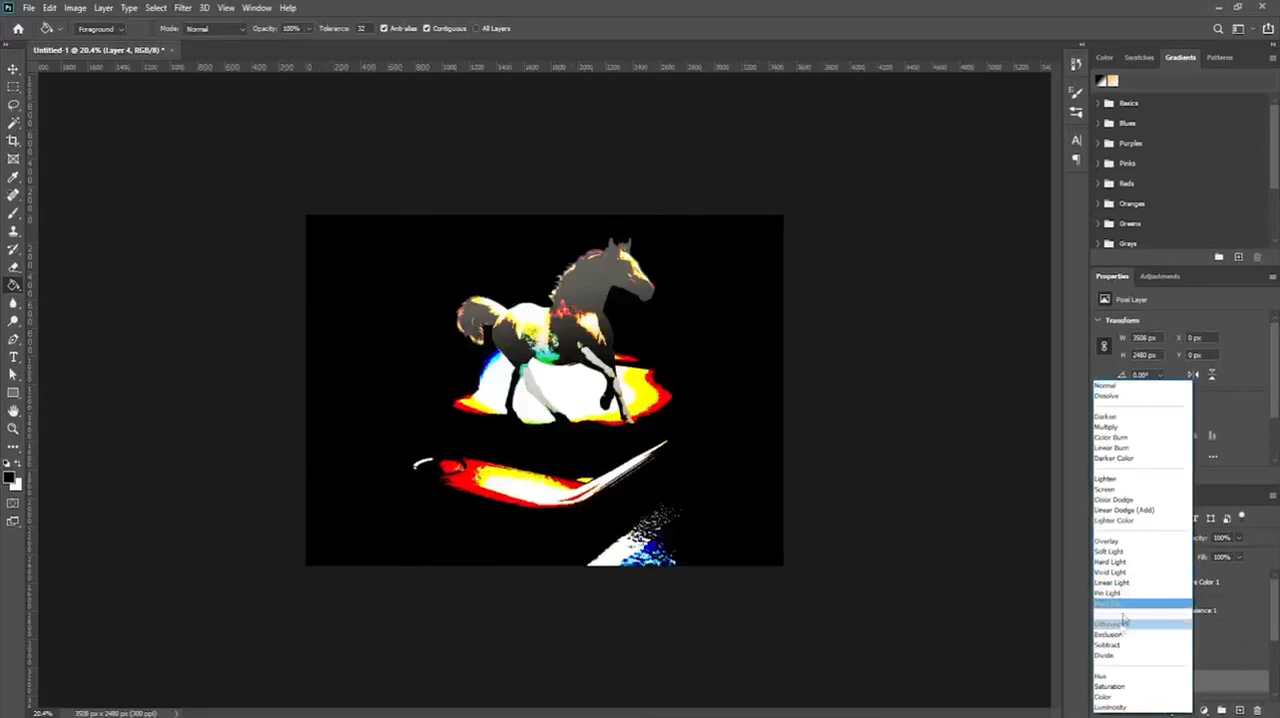 Ps File Edit Image Layer Type Select Filter 3D View Window Help
Foreground Mode: Normal Opacity: 100% Tolerance: 32 Anti-alias Contiguous All Layers
Untitled-1 @ 20.4% (Layer 4, RGB/8) * ×
Color Swatches Gradients Patterns
Basics
Blues
Purples
Pinks
Reds
Oranges
Greens
Grays
Properties Adjustments
Pixel Layer
Transform
W 3508 px X 0 px
H 2480 px Y 0 px
0.00°
Normal
Dissolve
Darken
Multiply
Color Burn
Linear Burn
Darker Color
Lighten
Screen
Color Dodge
Linear Dodge (Add)
Lighter Color
Overlay
Soft Light
Hard Light
Vivid Light
Linear Light
Pin Light
Difference
Exclusion
Subtract
Divide
Hue
Saturation
Color
Luminosity
100%
Fill: 100%
Color 1
20.4% 3508 px x 2480 px (300 ppi)